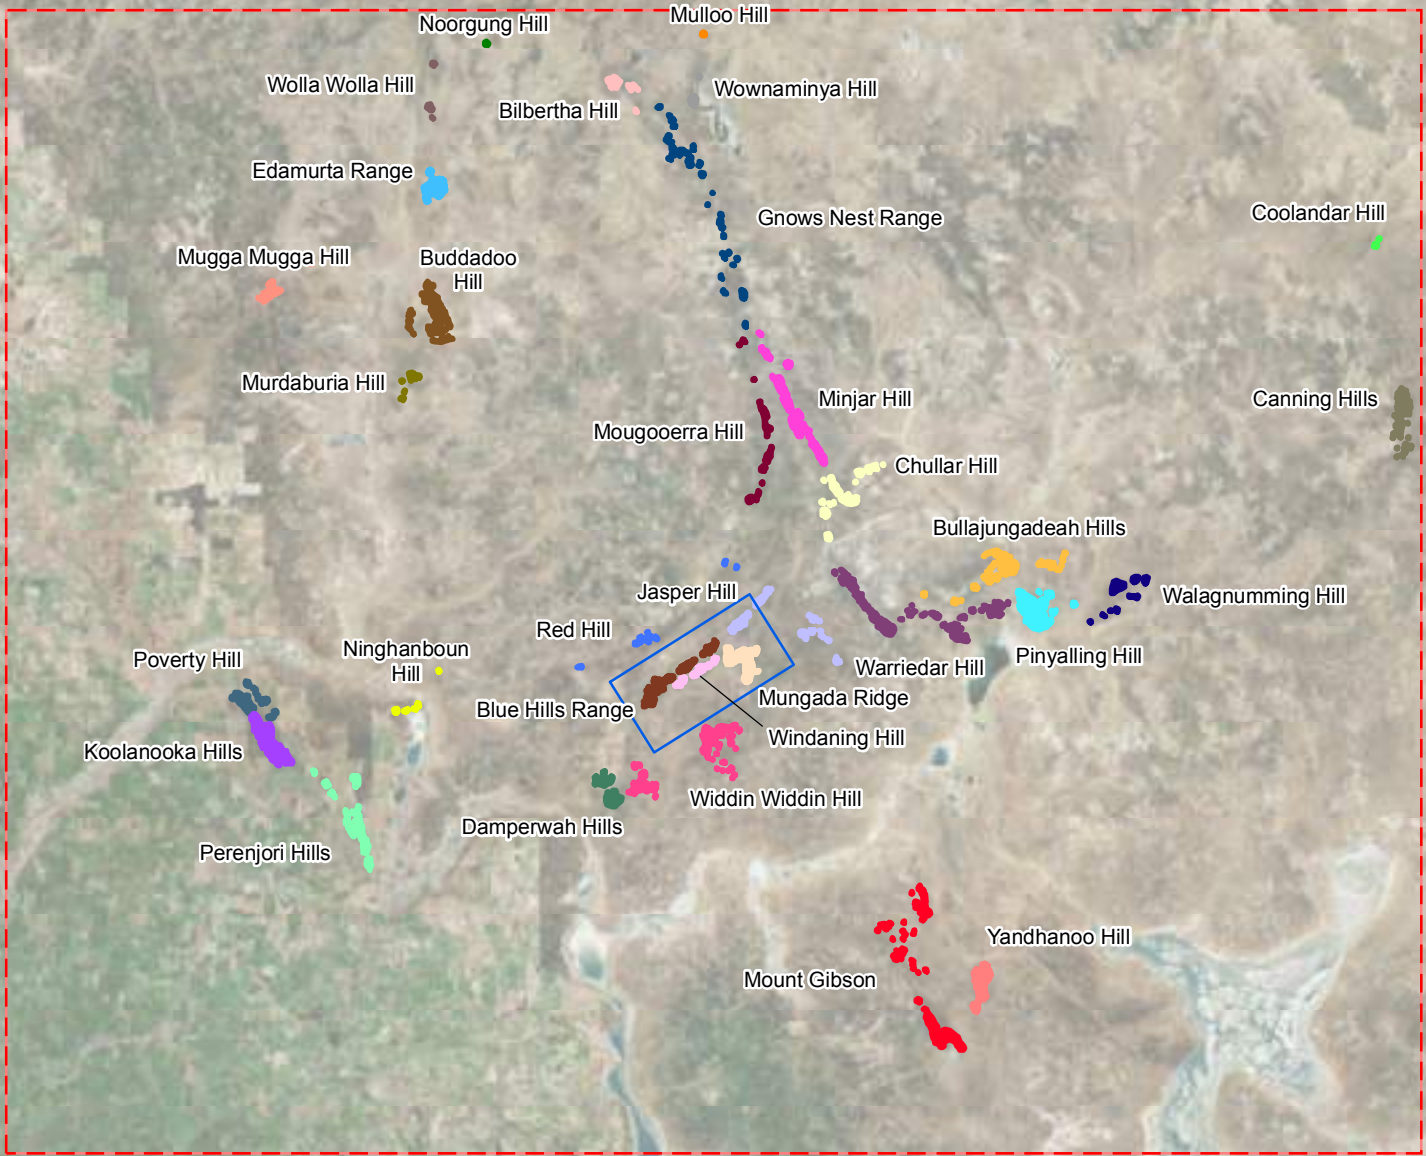 Mulloo Hill
Noorgung Hill
Wolla Wolla Hill
Wownaminya Hill
Bilbertha Hill
Edamurta Range
Coolandar Hill
Gnows Nest Range
Mugga Mugga Hill
Buddadoo
Hill
Murdaburia Hill
Minjar Hill
Canning Hills
Mougooerra Hill
Chullar Hill
Bullajungadeah Hills
Jasper Hill
Walagnumming Hill
Red Hill
Ninghanboun
Hill
Poverty Hill
Pinyalling Hill
Warriedar Hill
Mungada Ridge
Blue Hills Range
Windaning Hill
Koolanooka Hills
Widdin Widdin Hill
Damperwah Hills
Perenjori Hills
Yandhanoo Hill
Mount Gibson